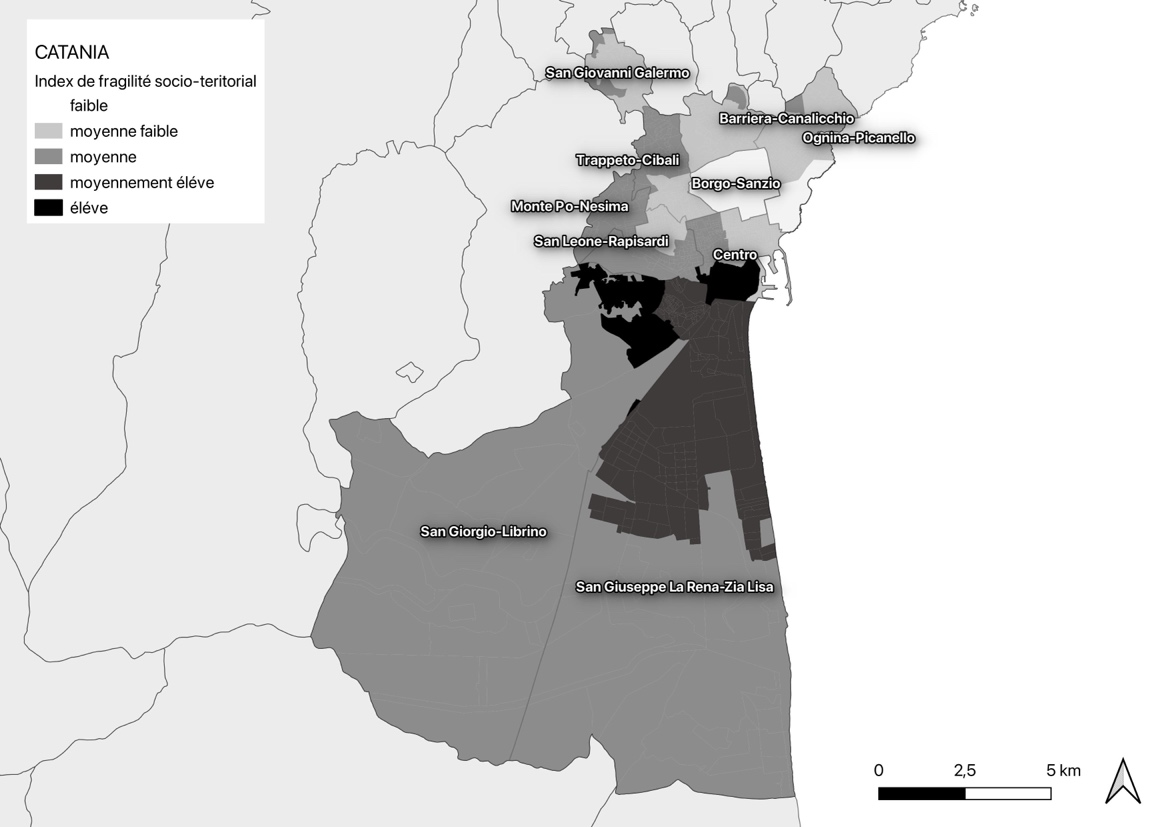 CATANIA
Index de fragilité socio-teritorial
faible
moyenne faible
moyenne
moyennement éléve
éléve
San Giovanni Galermo
Barriera-Canalicchio
Ognina-Picanello
Trappeto-Cibali
Borgo-Sanzio
Monte Po-Nesima
San Leone-Rapisardi
Centro
San Giorgio-Librino
San Giuseppe La Rena-Zia Lisa
0 2,5 5 km